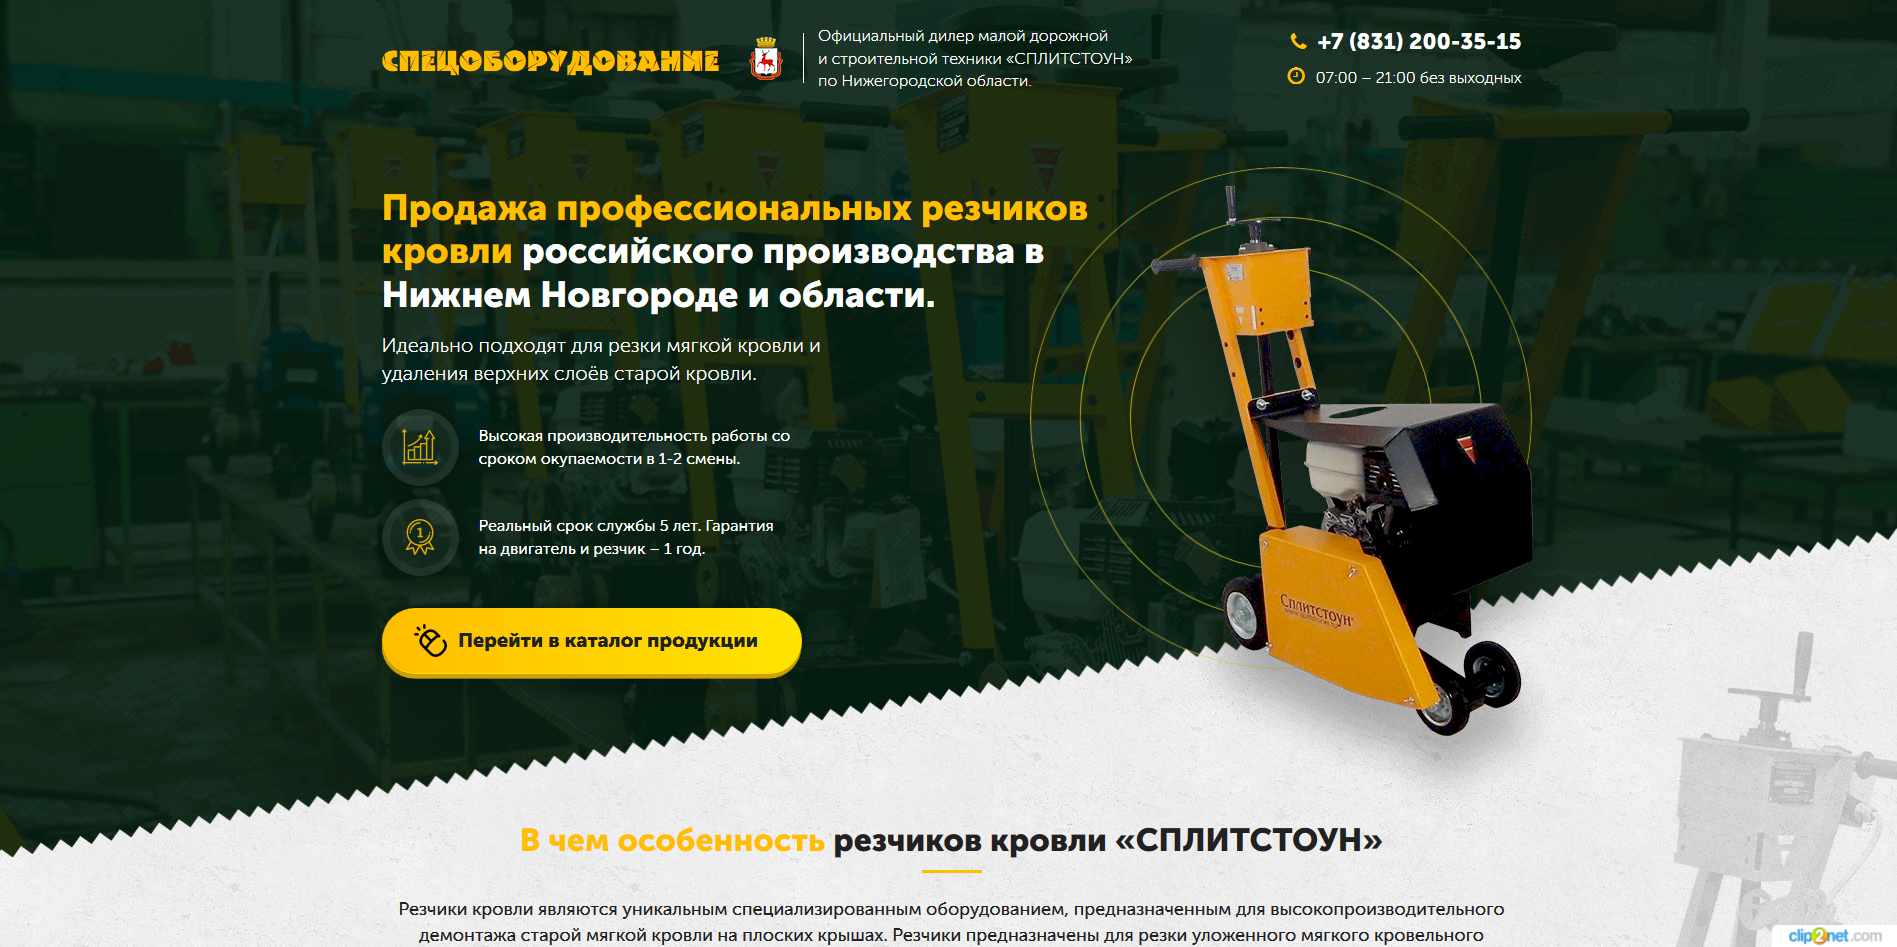 СПЕЦОБОРУДОВАНИЕ
Официальный дилер малой дорожной
и строительной техники «СПЛИТСТОУН»
по Нижегородской области.
+7 (831) 200-35-15
07:00 – 21:00 без выходных
Продажа профессиональных резчиков
кровли российского производства в
Нижнем Новгороде и области.
Идеально подходят для резки мягкой кровли и
удаления верхних слоёв старой кровли.
Высокая производительность работы со
сроком окупаемости в 1-2 смены.
1
Реальный срок службы 5 лет. Гарантия
на двигатель и резчик – 1 год.
Перейти в каталог продукции
Сплитстоун®
В чем особенность резчиков кровли «СПЛИТСТОУН»
Резчики кровли являются уникальным специализированным оборудованием, предназначенным для высокопроизводительного
демонтажа старой мягкой кровли на плоских крышах. Резчики предназначены для резки уложенного мягкого кровельного
clip2net.com